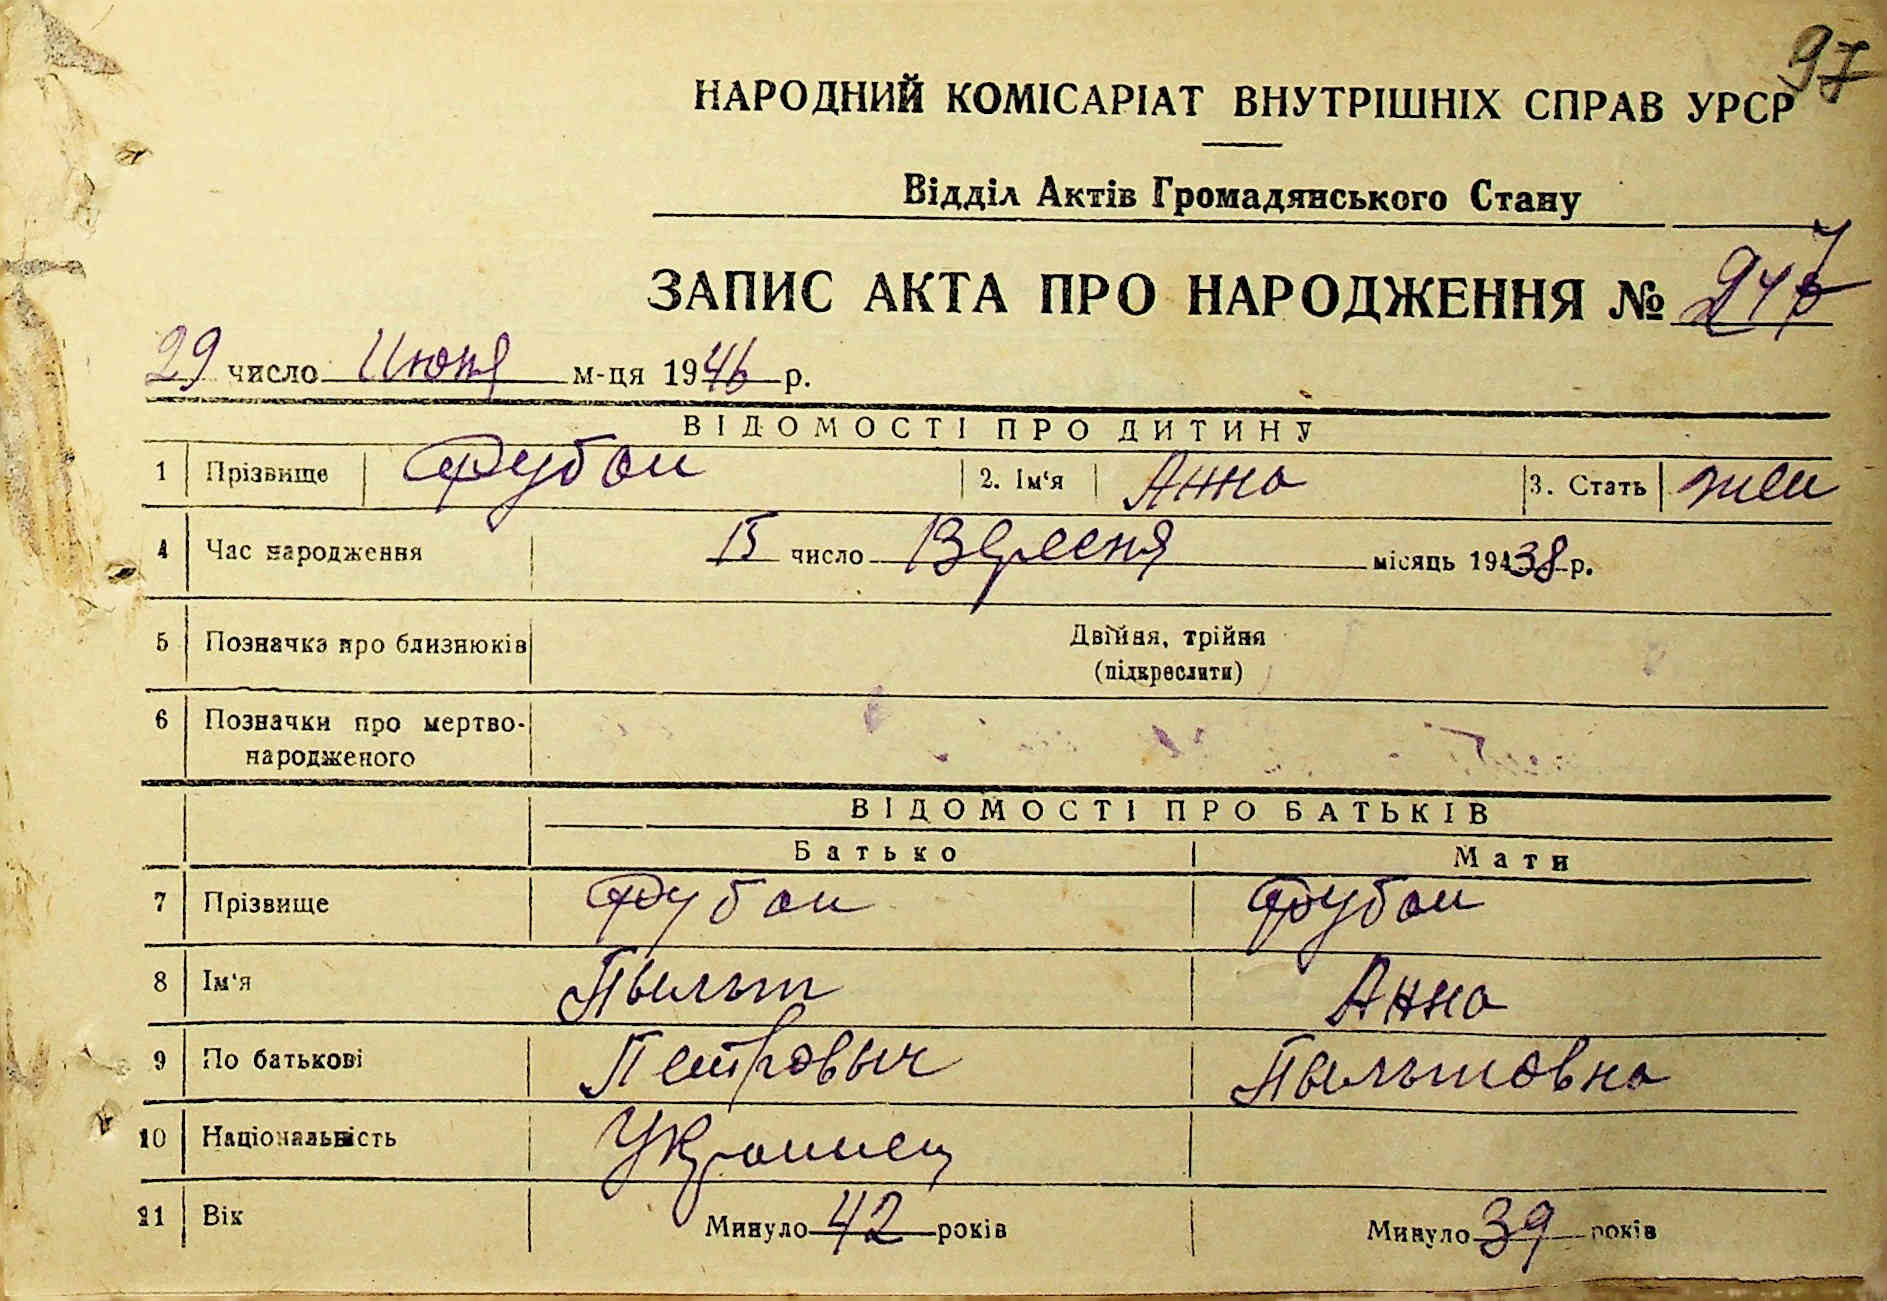 97
НАРОДНИЙ КОМІСАРІАТ ВНУТРІШНІХ СПРАВ УРСР
Відділ Актів Громадянського Стану
ЗАПИС АКТА ПРО НАРОДЖЕННЯ № 247
29 число Июня м-ця 1946 р.
ВІДОМОСТІ ПРО ДИТИНУ
1 Прізвище Фубан 2. Ім‘я Анна 3. Стать жен
4 Час народження 15 число Вересня місяць 19438 р.
5 Позначка про близнюків Двійня, трійня
(підкреслити)
6 Позначки про мертво-
народженого
ВІДОМОСТІ ПРО БАТЬКІВ
Батько Мати
7 Прізвище Фубан Фубан
8 Ім‘я Анна
9 По батькові Петровыч
10 Національність Украинец
11 Вік Минуло 42 років Минуло 39 років